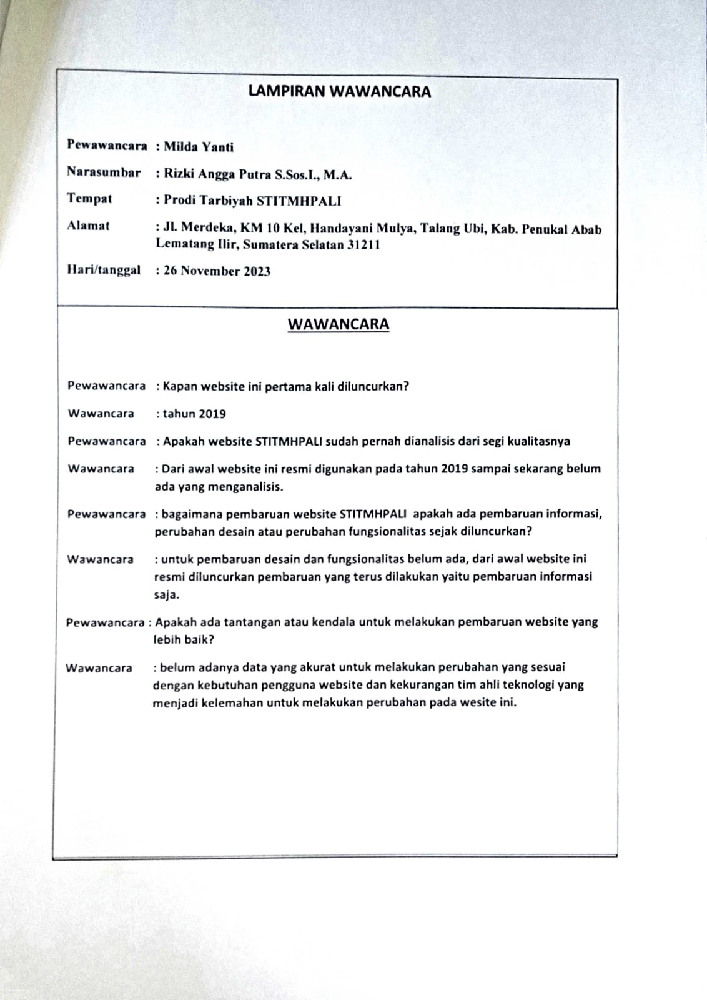 LAMPIRAN WAWANCARA
Pewawancara : Milda Yanti
Narasumbar : Rizki Angga Putra S.Sos.I., M.A.
Tempat : Prodi Tarbiyah STITMHPALI
Alamat : Jl. Merdeka, KM 10 Kel, Handayani Mulya, Talang Ubi, Kab. Penukal Abab
Lematang Ilir, Sumatera Selatan 31211
Hari/tanggal : 26 November 2023
WAWANCARA
Pewawancara : Kapan website ini pertama kali diluncurkan?
Wawancara : tahun 2019
Pewawancara : Apakah website STITMHPALI sudah pernah dianalisis dari segi kualitasnya
Wawancara : Dari awal website ini resmi digunakan pada tahun 2019 sampai sekarang belum
ada yang menganalisis.
Pewawancara : bagaimana pembaruan website STITMHPALI apakah ada pembaruan informasi,
perubahan desain atau perubahan fungsionalitas sejak diluncurkan?
Wawancara : untuk pembaruan desain dan fungsionalitas belum ada, dari awal website ini
resmi diluncurkan pembaruan yang terus dilakukan yaitu pembaruan informasi
saja.
Pewawancara : Apakah ada tantangan atau kendala untuk melakukan pembaruan website yang
lebih baik?
Wawancara : belum adanya data yang akurat untuk melakukan perubahan yang sesuai
dengan kebutuhan pengguna website dan kekurangan tim ahli teknologi yang
menjadi kelemahan untuk melakukan perubahan pada wesite ini.